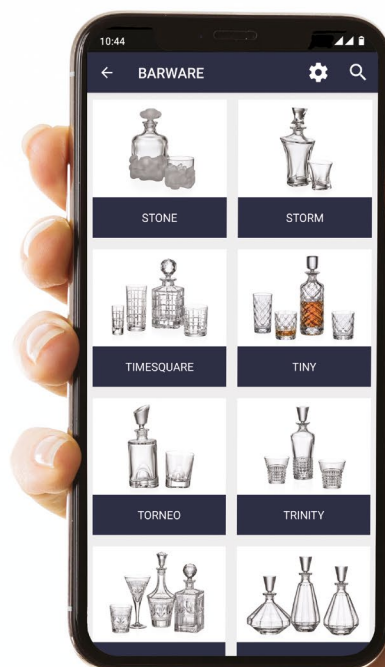 10:44
BARWARE
STONE
STORM
TIMESQUARE
TINY
TORNEO
TRINITY